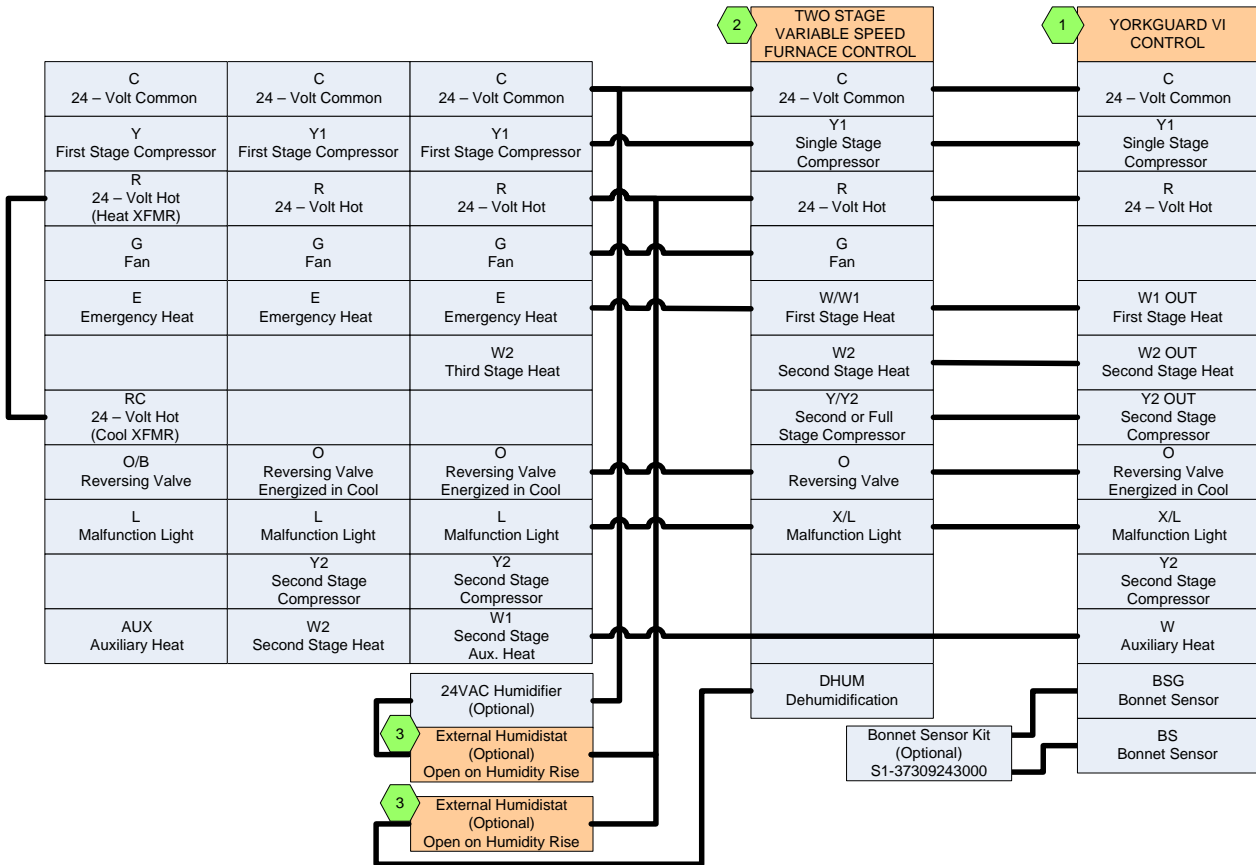 2
TWO STAGE
VARIABLE SPEED
FURNACE CONTROL
1
YORKGUARD VI
CONTROL
C
24 – Volt Common
C
24 – Volt Common
C
24 – Volt Common
C
24 – Volt Common
C
24 – Volt Common
Y
First Stage Compressor
Y1
First Stage Compressor
Y1
First Stage Compressor
Y1
Single Stage
Compressor
Y1
Single Stage
Compressor
R
24 – Volt Hot
(Heat XFMR)
R
24 – Volt Hot
R
24 – Volt Hot
R
24 – Volt Hot
R
24 – Volt Hot
G
Fan
G
Fan
G
Fan
G
Fan
E
Emergency Heat
E
Emergency Heat
E
Emergency Heat
W/W1
First Stage Heat
W1 OUT
First Stage Heat
W2
Third Stage Heat
W2
Second Stage Heat
W2 OUT
Second Stage Heat
RC
24 – Volt Hot
(Cool XFMR)
Y/Y2
Second or Full
Stage Compressor
Y2 OUT
Second Stage
Compressor
O/B
Reversing Valve
O
Reversing Valve
Energized in Cool
O
Reversing Valve
Energized in Cool
O
Reversing Valve
O
Reversing Valve
Energized in Cool
L
Malfunction Light
L
Malfunction Light
L
Malfunction Light
X/L
Malfunction Light
X/L
Malfunction Light
Y2
Second Stage
Compressor
Y2
Second Stage
Compressor
Y2
Second Stage
Compressor
AUX
Auxiliary Heat
W2
Second Stage Heat
W1
Second Stage
Aux. Heat
W
Auxiliary Heat
24VAC Humidifier
(Optional)
DHUM
Dehumidification
BSG
Bonnet Sensor
3
External Humidistat
(Optional)
Open on Humidity Rise
Bonnet Sensor Kit
(Optional)
S1-37309243000
BS
Bonnet Sensor
3
External Humidistat
(Optional)
Open on Humidity Rise